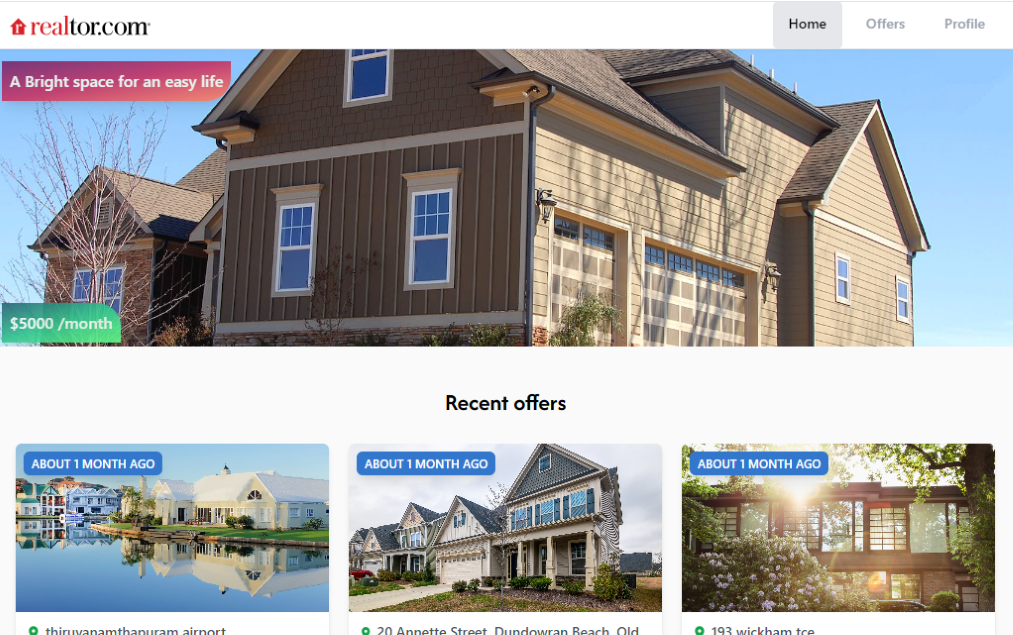 realtor.com
Home
Offers
Profile
A Bright space for an easy life
$5000 /month
Recent offers
ABOUT 1 MONTH AGO
ABOUT 1 MONTH AGO
ABOUT 1 MONTH AGO
thiruvanamthapuram airport
20 Annette Street, Dundowran Beach, Qld
193 wickham tce